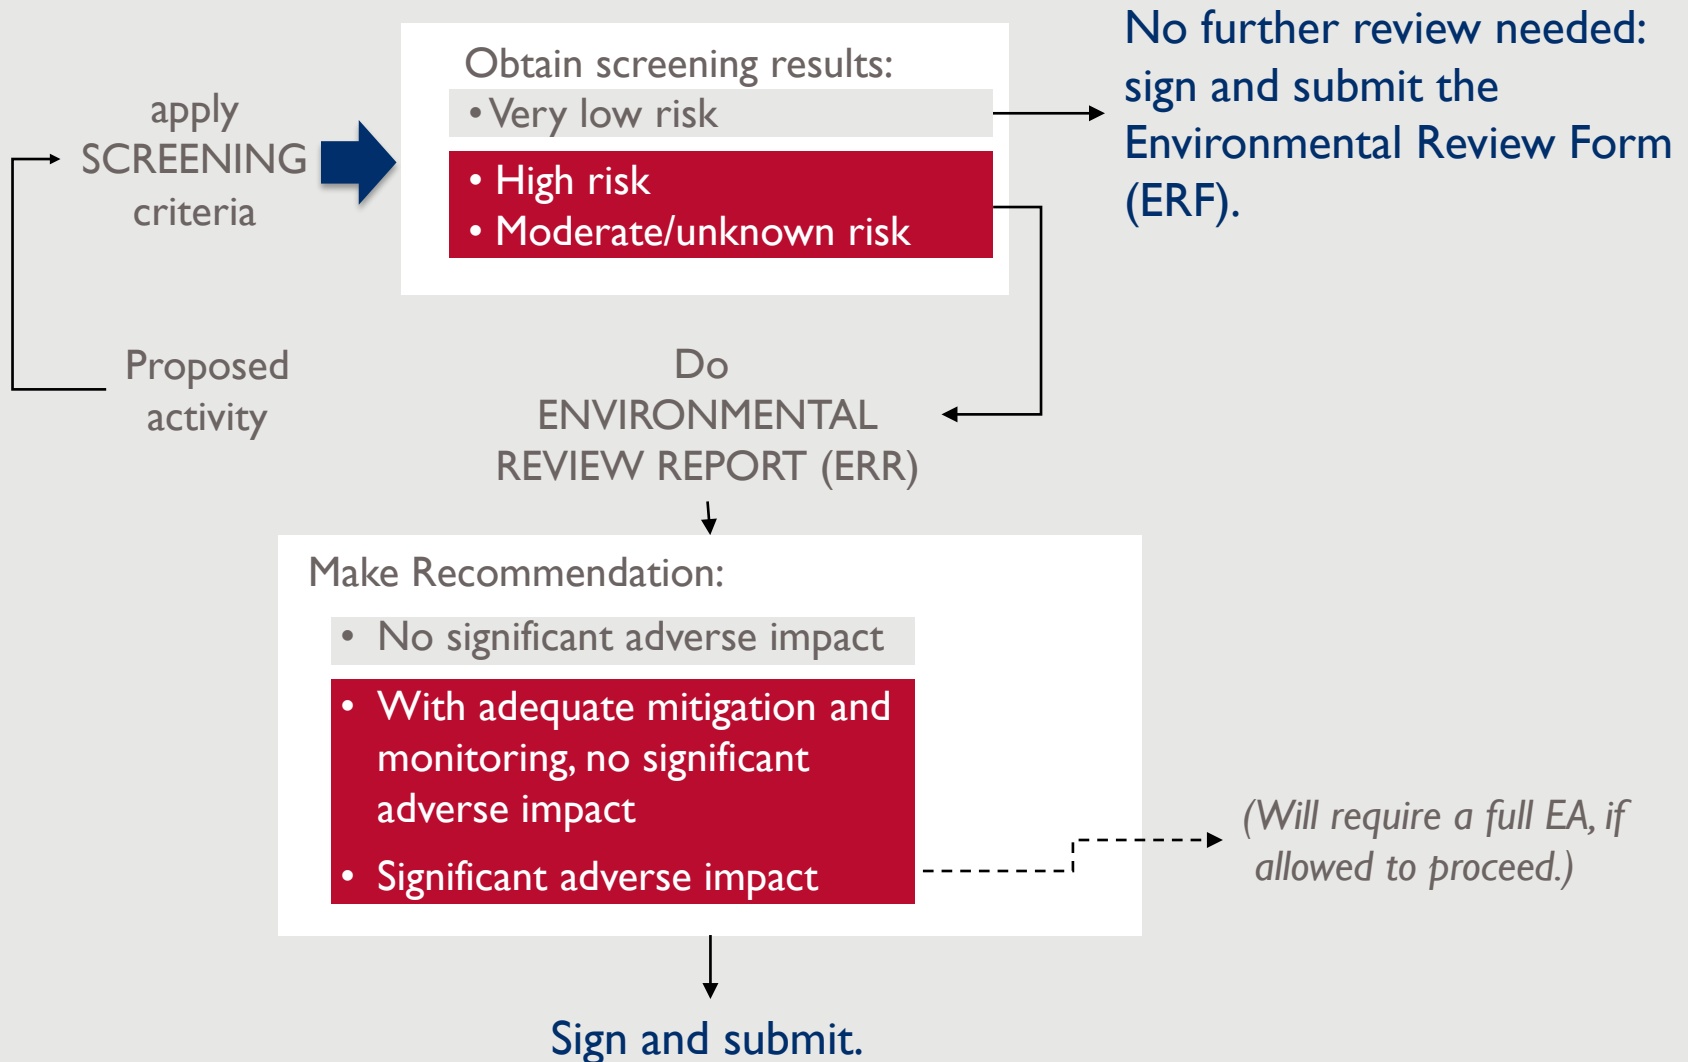 apply
SCREENING
criteria
Obtain screening results:
• Very low risk
• High risk
• Moderate/unknown risk
No further review needed:
sign and submit the
Environmental Review Form
(ERF).
Proposed
activity
Do
ENVIRONMENTAL
REVIEW REPORT (ERR)
Make Recommendation:
• No significant adverse impact
• With adequate mitigation and
monitoring, no significant
adverse impact
• Significant adverse impact
(Will require a full EA, if
allowed to proceed.)
Sign and submit.